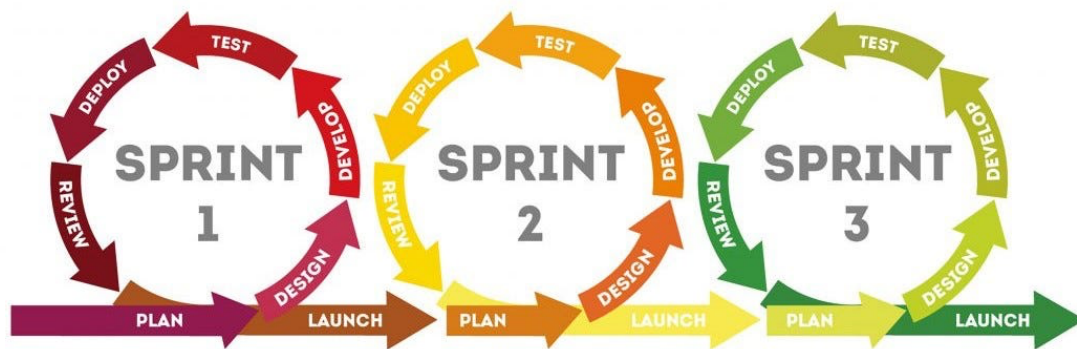 TEST
DEPLOY
DEVELOP
SPRINT
1
REVIEW
DESIGN
PLAN
LAUNCH
TEST
DEPLOY
DEVELOP
SPRINT
2
REVIEW
DESIGN
PLAN
LAUNCH
TEST
DEPLOY
DEVELOP
SPRINT
3
REVIEW
DESIGN
PLAN
LAUNCH